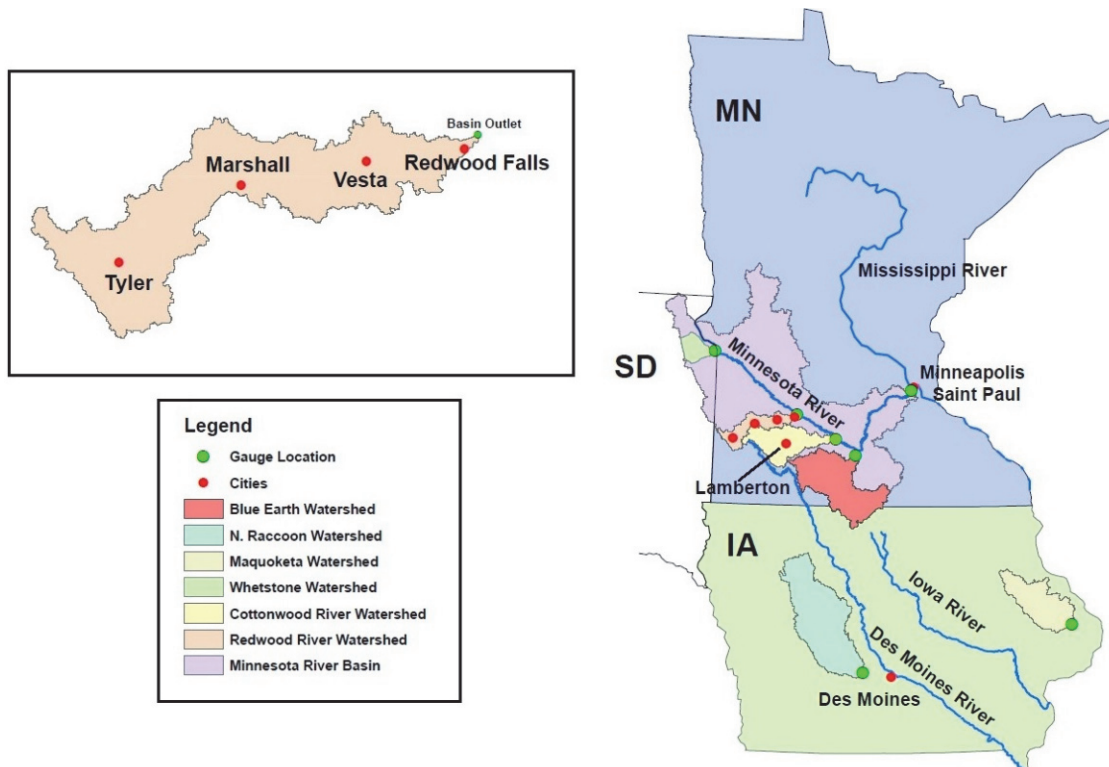 Basin Outlet
Marshall
Redwood Falls
Vesta
Tyler
Legend
Gauge Location
Cities
Blue Earth Watershed
N. Raccoon Watershed
Maquoketa Watershed
Whetstone Watershed
Cottonwood River Watershed
Redwood River Watershed
Minnesota River Basin
MN
Mississippi River
SD
Minnesota River
Minneapolis
Saint Paul
Lamberton
IA
Iowa River
Des Moines River
Des Moines